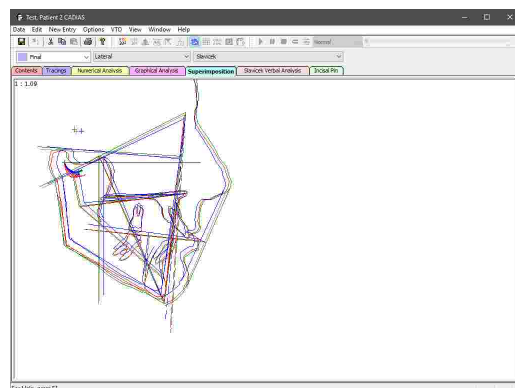 Test, Patient 2 CADIAS
Date Edit New Entry Options VTO View Window Help
Normal
Final Lateral Slavicek
Contents Tracings Numerical Analysis Graphical Analysis Superimposition Slavicek Verbal Analysis Incisal Pin
1 : 1.09